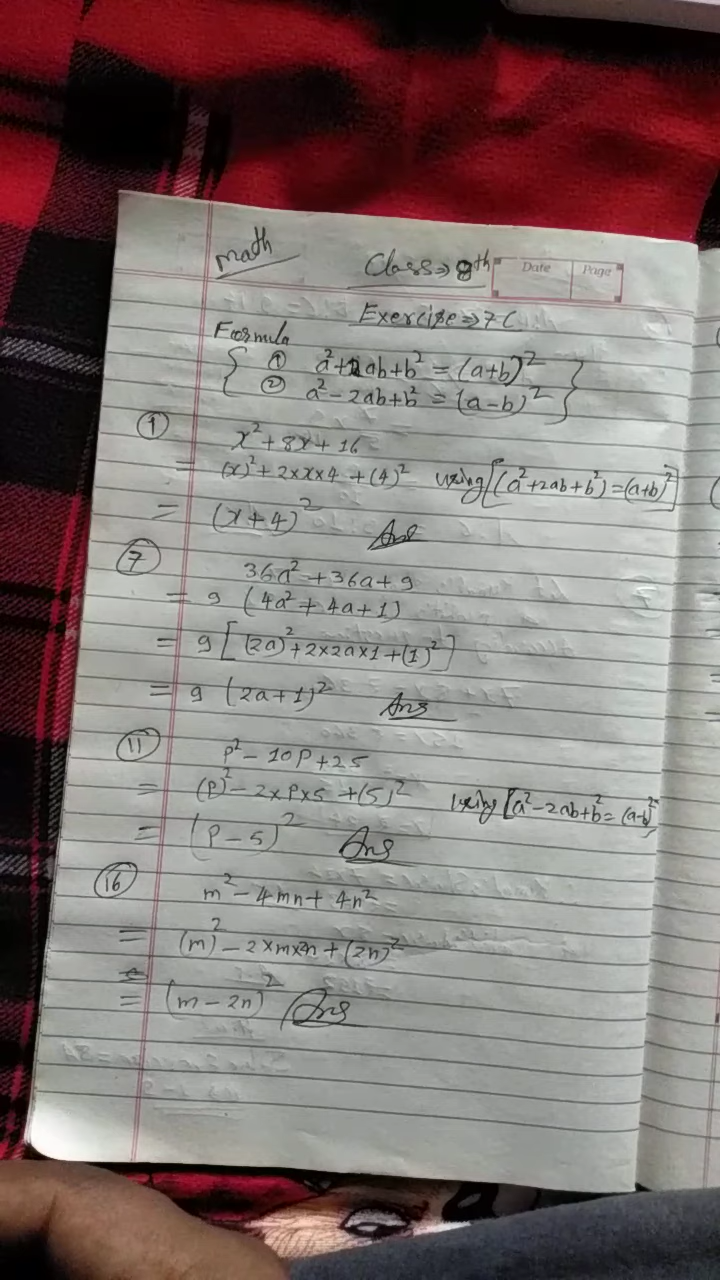 Math
Class ⇒ 8th
Date Page
Exercise ⇒ 7C
Formula
① a²+2ab+b² = (a+b)²
② a²-2ab+b² = (a-b)²
① x²+8x+16
= (x)²+2×x×4+(4)² using [(a²+2ab+b²)=(a+b)²]
= (x+4)² Ans
⑦ 36a²+36a+9
= 9 (4a²+4a+1)
= 9 [(2a)²+2×2a×1+(1)²]
= 9 (2a+1)² Ans
⑪ p²-10p+25
= (p)²-2×p×5+(5)² using [a²-2ab+b²=(a-b)²
= (p-5)² Ans
⑯ m²-4mn+4n²
= (m)²-2×m×2n+(2n)²
= (m-2n)² Ans